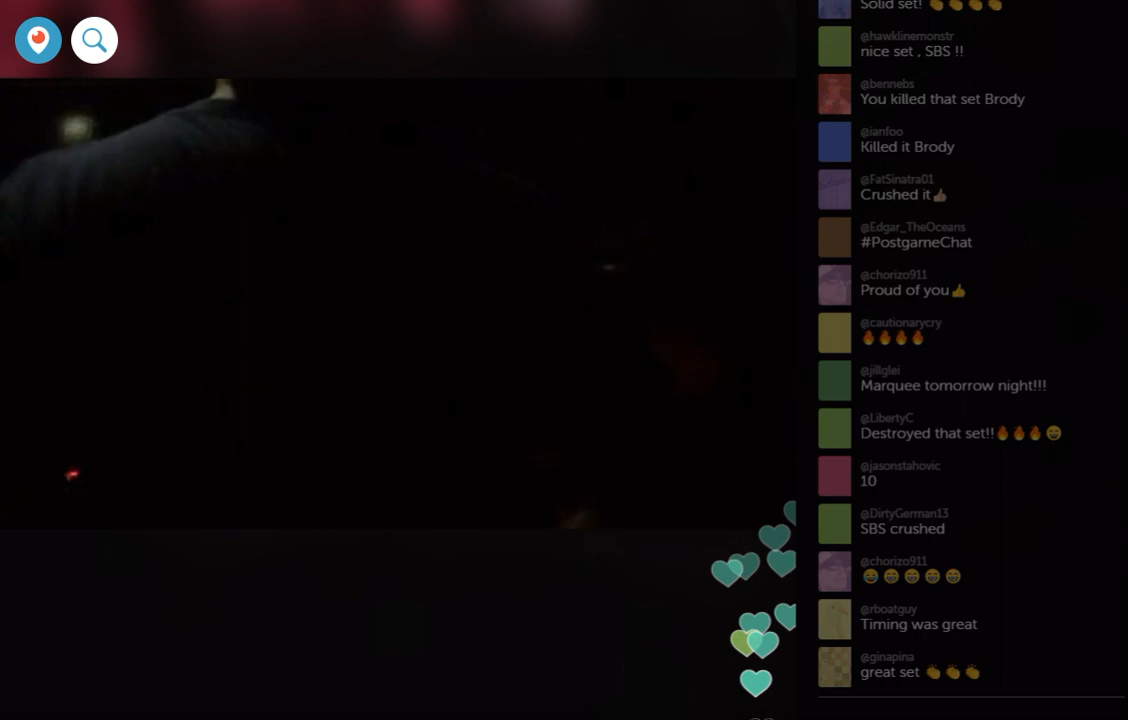 Solid set! 👏👏👏👏
@hawklinemonstr
nice set , SBS !!
@bennebs
You killed that set Brody
@ianfoo
Killed it Brody
@FatSinatra01
Crushed it👍
@Edgar_TheOceans
#PostgameChat
@chorizo911
Proud of you👍
@cautionarycry
🔥🔥🔥🔥
@jillglei
Marquee tomorrow night!!!
@LibertyC
Destroyed that set!!🔥🔥🔥😄
@jasonstahovic
10
@DirtyGerman13
SBS crushed
@chorizo911
😂😁😁😁😁
@rboatguy
Timing was great
@ginapina
great set 👏👏👏